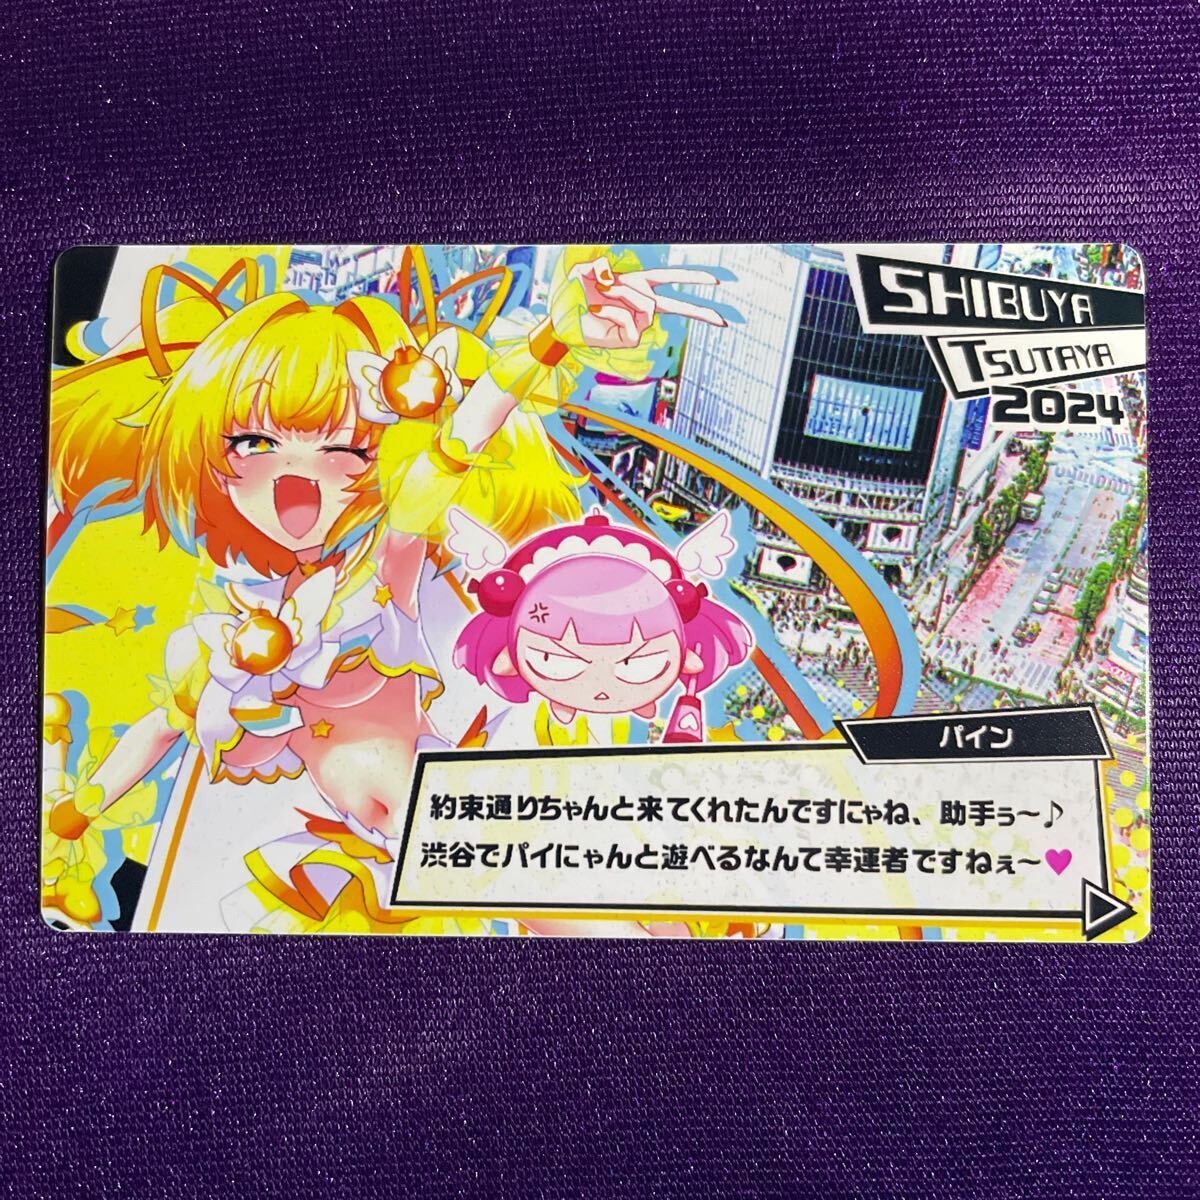 SHIBUYA
TSUTAYA
2024
パイン
約束通りちゃんと来てくれたんですにゃね、助手ぅ～♪
渋谷でパイにゃんと遊べるなんて幸運者ですねぇ～♥